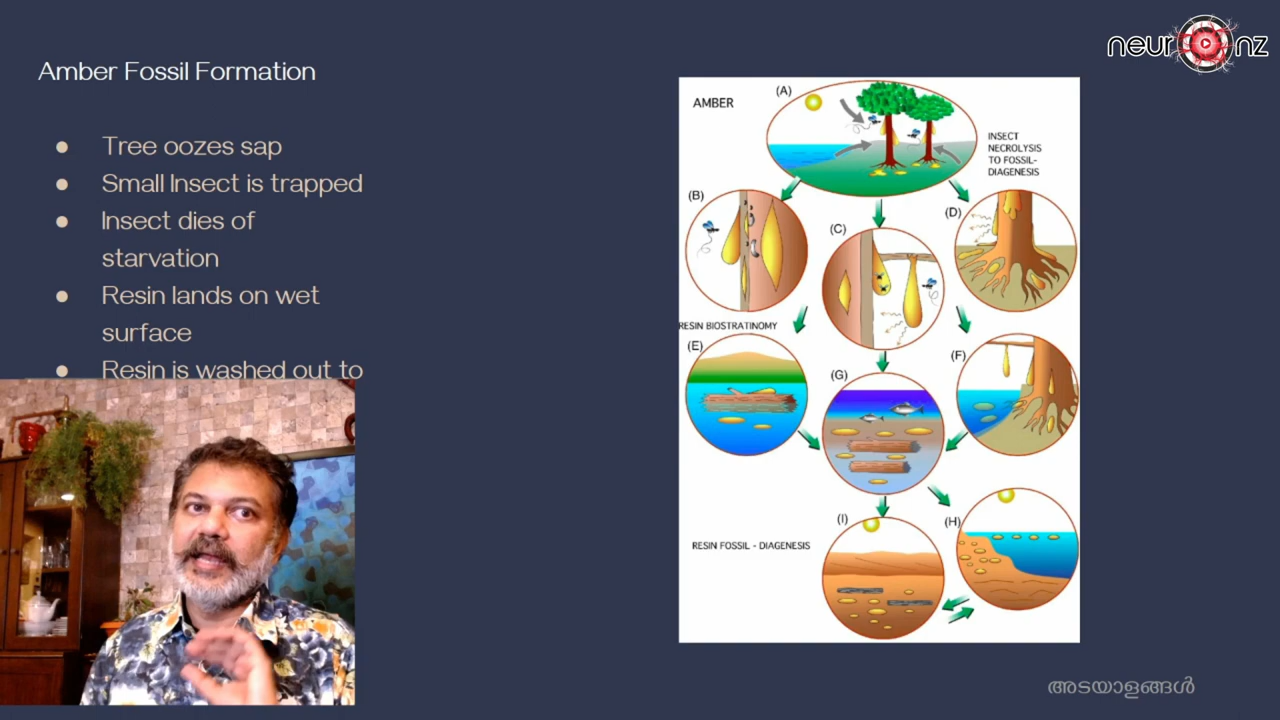 neuronz
Amber Fossil Formation
Tree oozes sap
Small Insect is trapped
Insect dies of
starvation
Resin lands on wet
surface
Resin is washed out to
AMBER
(A)
INSECT
NECROLYSIS
TO FOSSIL-
DIAGENESIS
(B)
(C)
(D)
RESIN BIOSTRATINOMY
(E)
(F)
(G)
(H)
(I)
RESIN FOSSIL - DIAGENESIS
അടയാളങ്ങൾ